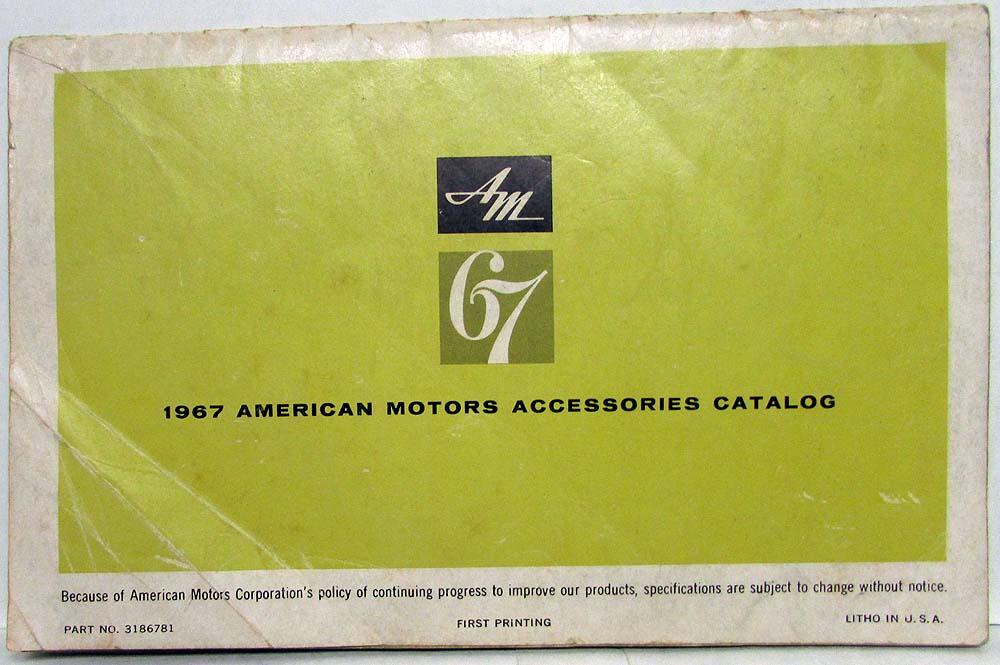 AM
67
1967 AMERICAN MOTORS ACCESSORIES CATALOG
Because of American Motors Corporation's policy of continuing progress to improve our products, specifications are subject to change without notice.
PART NO. 3186781 FIRST PRINTING LITHO IN U.S.A.